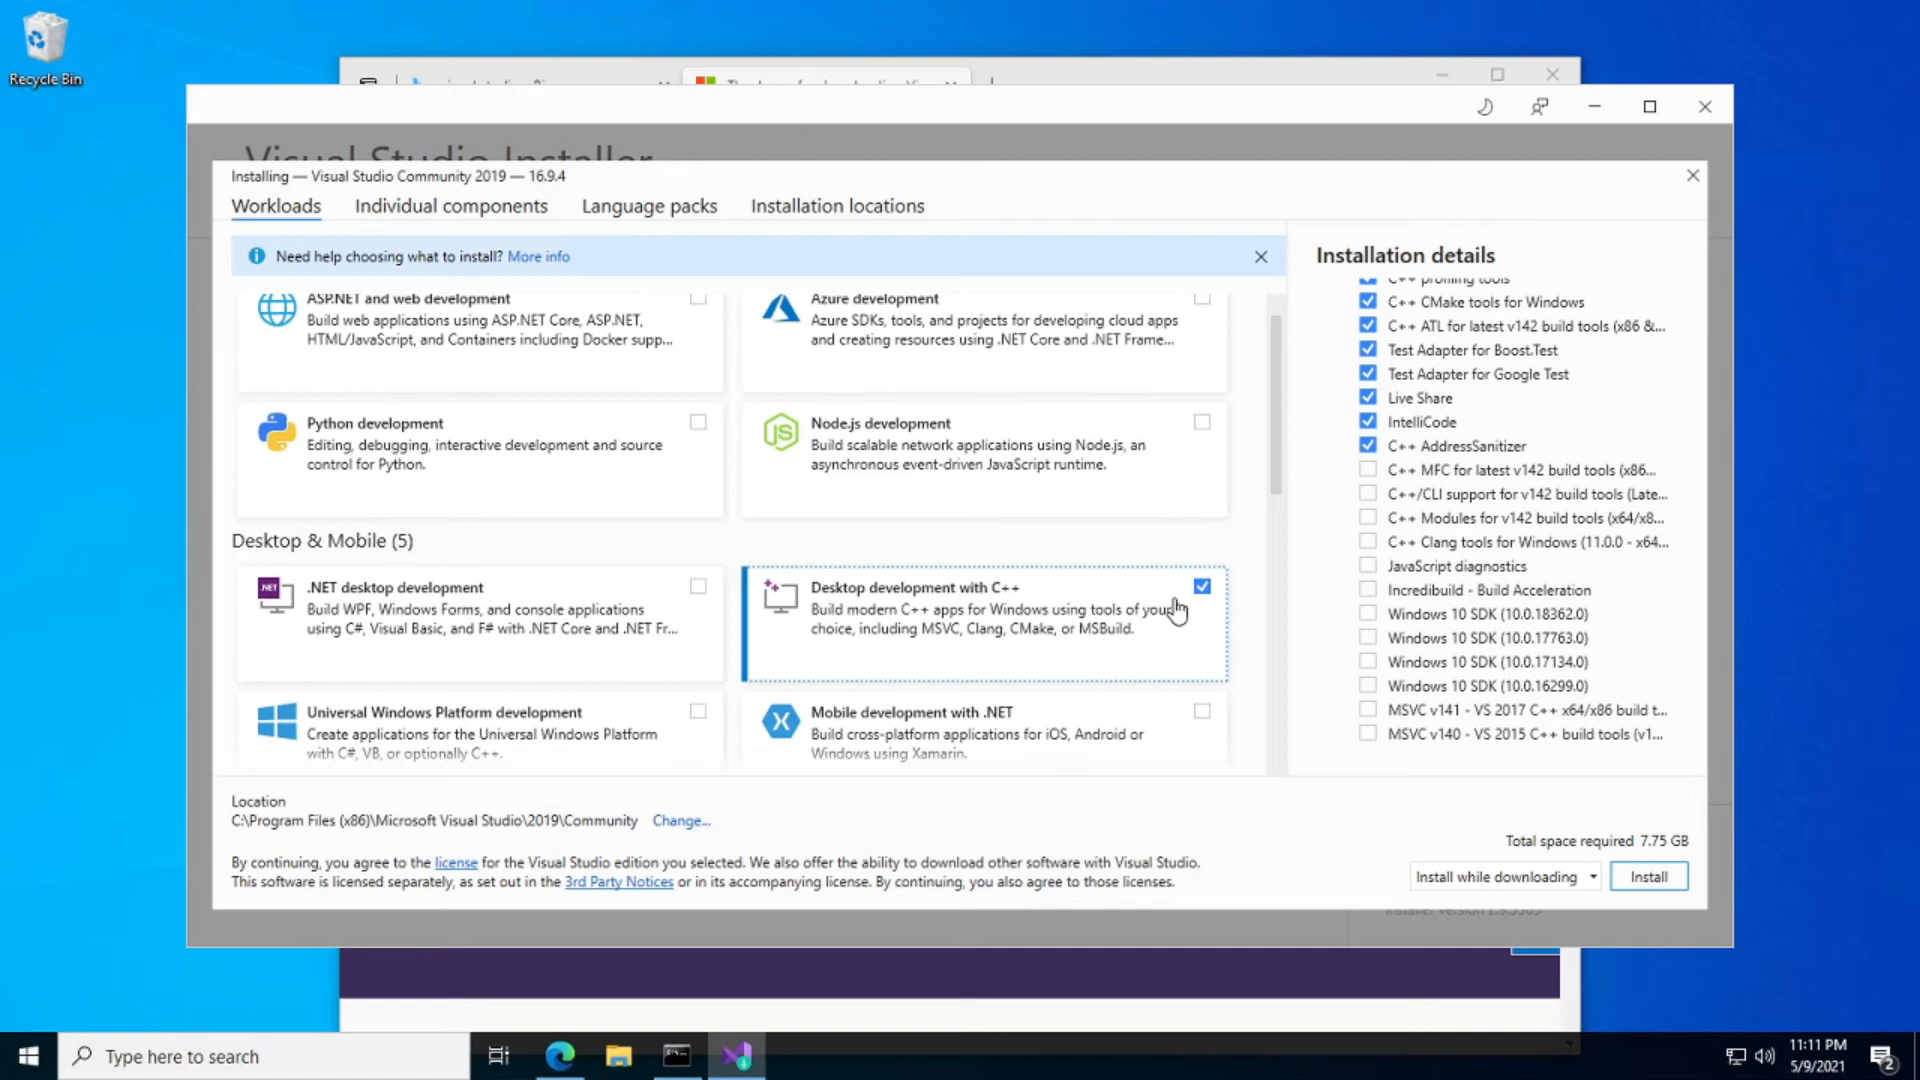 Recycle Bin
Visual Studio Installer
Installing — Visual Studio Community 2019 — 16.9.4
Workloads
Individual components
Language packs
Installation locations
Need help choosing what to install? More info
ASP.NET and web development
Build web applications using ASP.NET Core, ASP.NET,
HTML/JavaScript, and Containers including Docker supp...
Azure development
Azure SDKs, tools, and projects for developing cloud apps
and creating resources using .NET Core and .NET Frame...
Python development
Editing, debugging, interactive development and source
control for Python.
Node.js development
Build scalable network applications using Node.js, an
asynchronous event-driven JavaScript runtime.
Desktop & Mobile (5)
.NET desktop development
Build WPF, Windows Forms, and console applications
using C#, Visual Basic, and F# with .NET Core and .NET Fr...
Desktop development with C++
Build modern C++ apps for Windows using tools of your
choice, including MSVC, Clang, CMake, or MSBuild.
Universal Windows Platform development
Create applications for the Universal Windows Platform
with C#, VB, or optionally C++.
Mobile development with .NET
Build cross-platform applications for iOS, Android or
Windows using Xamarin.
Installation details
C++ profiling tools
C++ CMake tools for Windows
C++ ATL for latest v142 build tools (x86 &...
Test Adapter for Boost.Test
Test Adapter for Google Test
Live Share
IntelliCode
C++ AddressSanitizer
C++ MFC for latest v142 build tools (x86...
C++/CLI support for v142 build tools (Late...
C++ Modules for v142 build tools (x64/x8...
C++ Clang tools for Windows (11.0.0 - x64...
JavaScript diagnostics
Incredibuild - Build Acceleration
Windows 10 SDK (10.0.18362.0)
Windows 10 SDK (10.0.17763.0)
Windows 10 SDK (10.0.17134.0)
Windows 10 SDK (10.0.16299.0)
MSVC v141 - VS 2017 C++ x64/x86 build t...
MSVC v140 - VS 2015 C++ build tools (v1...
Location
C:\Program Files (x86)\Microsoft Visual Studio\2019\Community Change...
By continuing, you agree to the license for the Visual Studio edition you selected. We also offer the ability to download other software with Visual Studio.
This software is licensed separately, as set out in the 3rd Party Notices or in its accompanying license. By continuing, you also agree to those licenses.
Total space required 7.75 GB
Install while downloading
Install
Type here to search
11:11 PM
5/9/2021
2